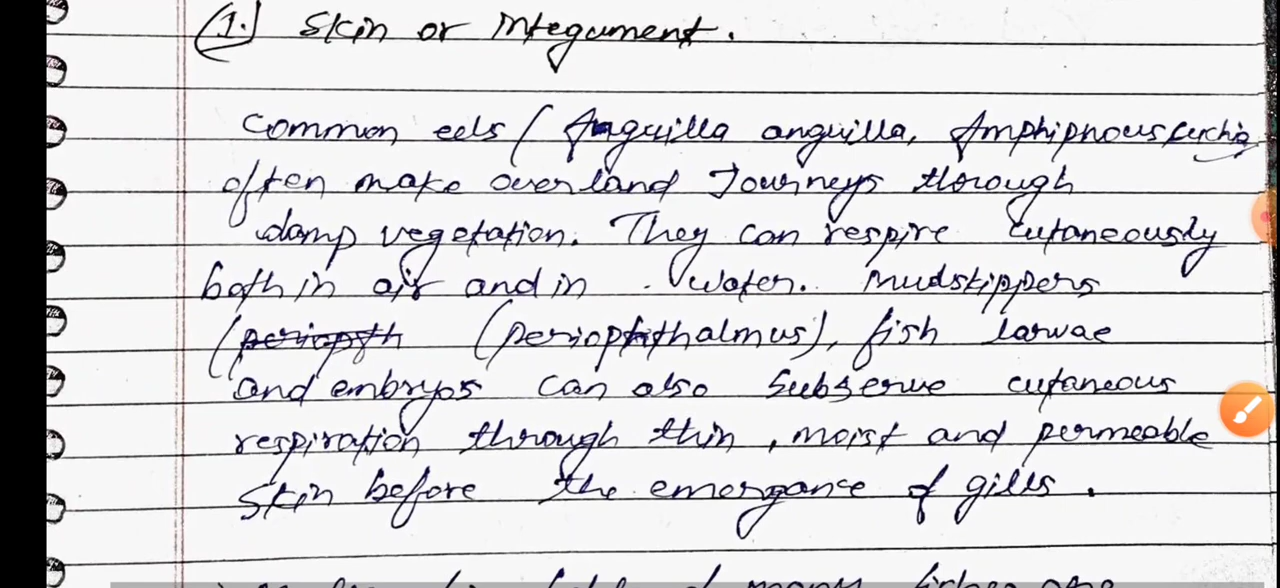 (1.) Skin or Integument.
Common eels ( Anguilla anguilla, Amphipnous cuchia
often make overland Journeys through
damp vegetation. They can respire cutaneously
both in air and in water. Mudskippers
(periopth (periophthalmus), fish larvae
and embryos can also subserve cutaneous
respiration through thin, moist and permeable
skin before the emergance of gills.